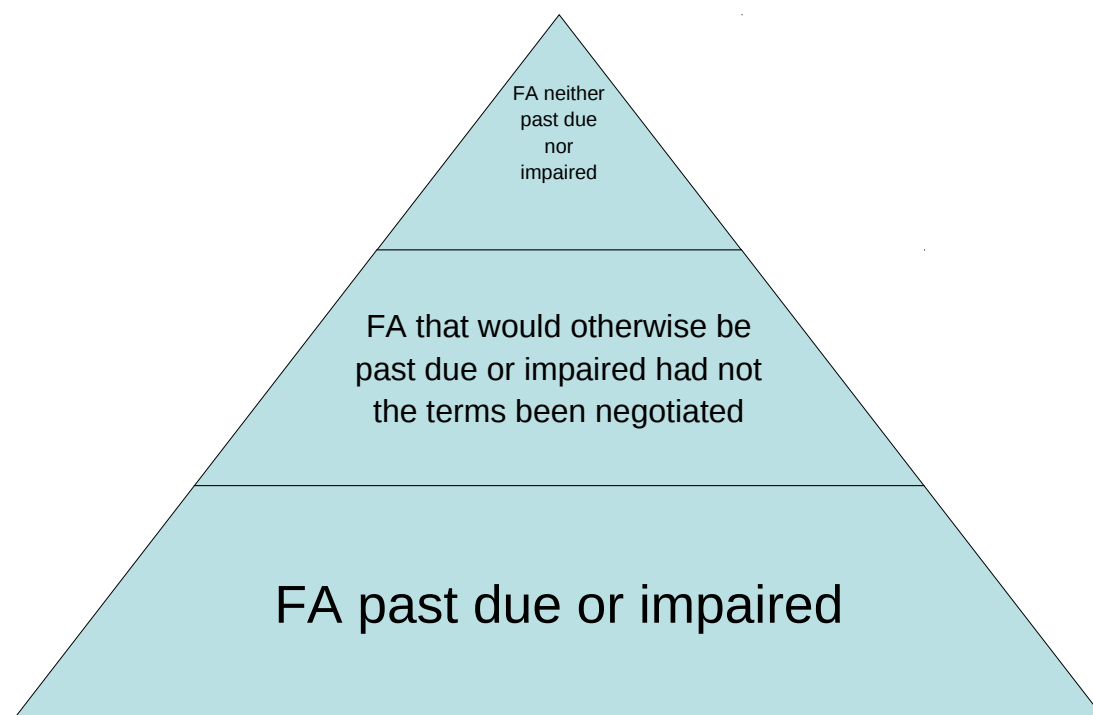 FA neither
past due
nor
impaired
FA that would otherwise be
past due or impaired had not
the terms been negotiated
FA past due or impaired